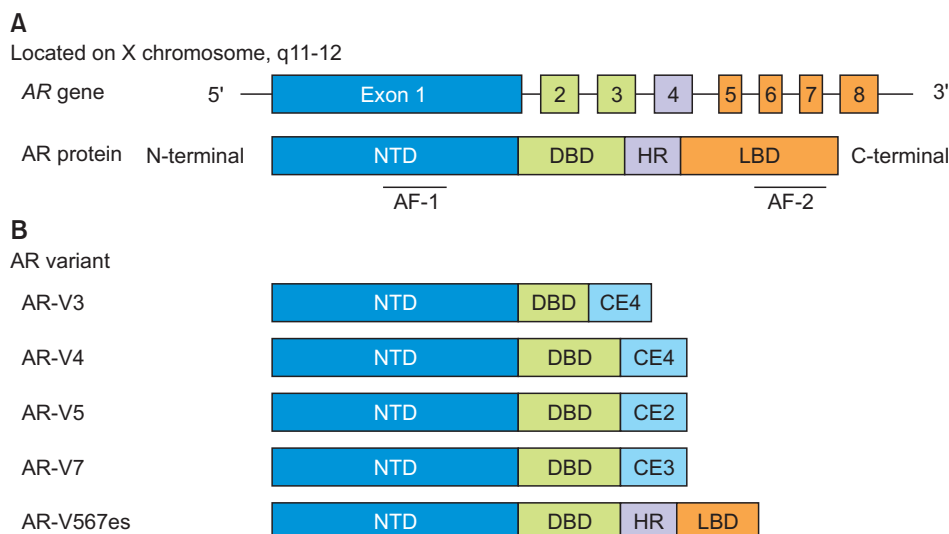 A
Located on X chromosome, q11-12
AR gene 5' Exon 1 2 3 4 5 6 7 8 3'
AR protein N-terminal NTD DBD HR LBD C-terminal
AF-1 AF-2
B
AR variant
AR-V3 NTD DBD CE4
AR-V4 NTD DBD CE4
AR-V5 NTD DBD CE2
AR-V7 NTD DBD CE3
AR-V567es NTD DBD HR LBD